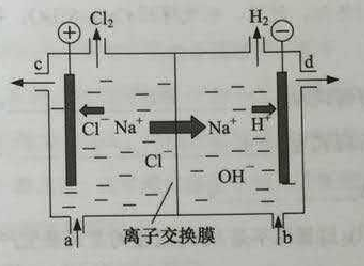 Cl₂ H₂
+ −
c d
Cl⁻ Na⁺ Na⁺ H⁺
Cl⁻ OH⁻
a 离子交换膜 b